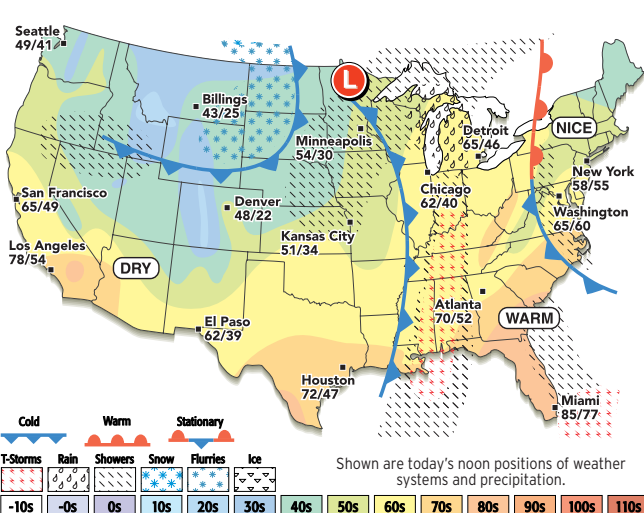 Seattle
49/41
Billings
43/25
L
Minneapolis
54/30
Detroit
65/46
NICE
New York
58/55
San Francisco
65/49
Denver
48/22
Chicago
62/40
Washington
65/60
Kansas City
51/34
Los Angeles
78/54
DRY
Atlanta
70/52
WARM
El Paso
62/39
Houston
72/47
Miami
85/77
Cold Warm Stationary
T-Storms Rain Showers Snow Flurries Ice
Shown are today's noon positions of weather
systems and precipitation.
-10s -0s 0s 10s 20s 30s 40s 50s 60s 70s 80s 90s 100s 110s